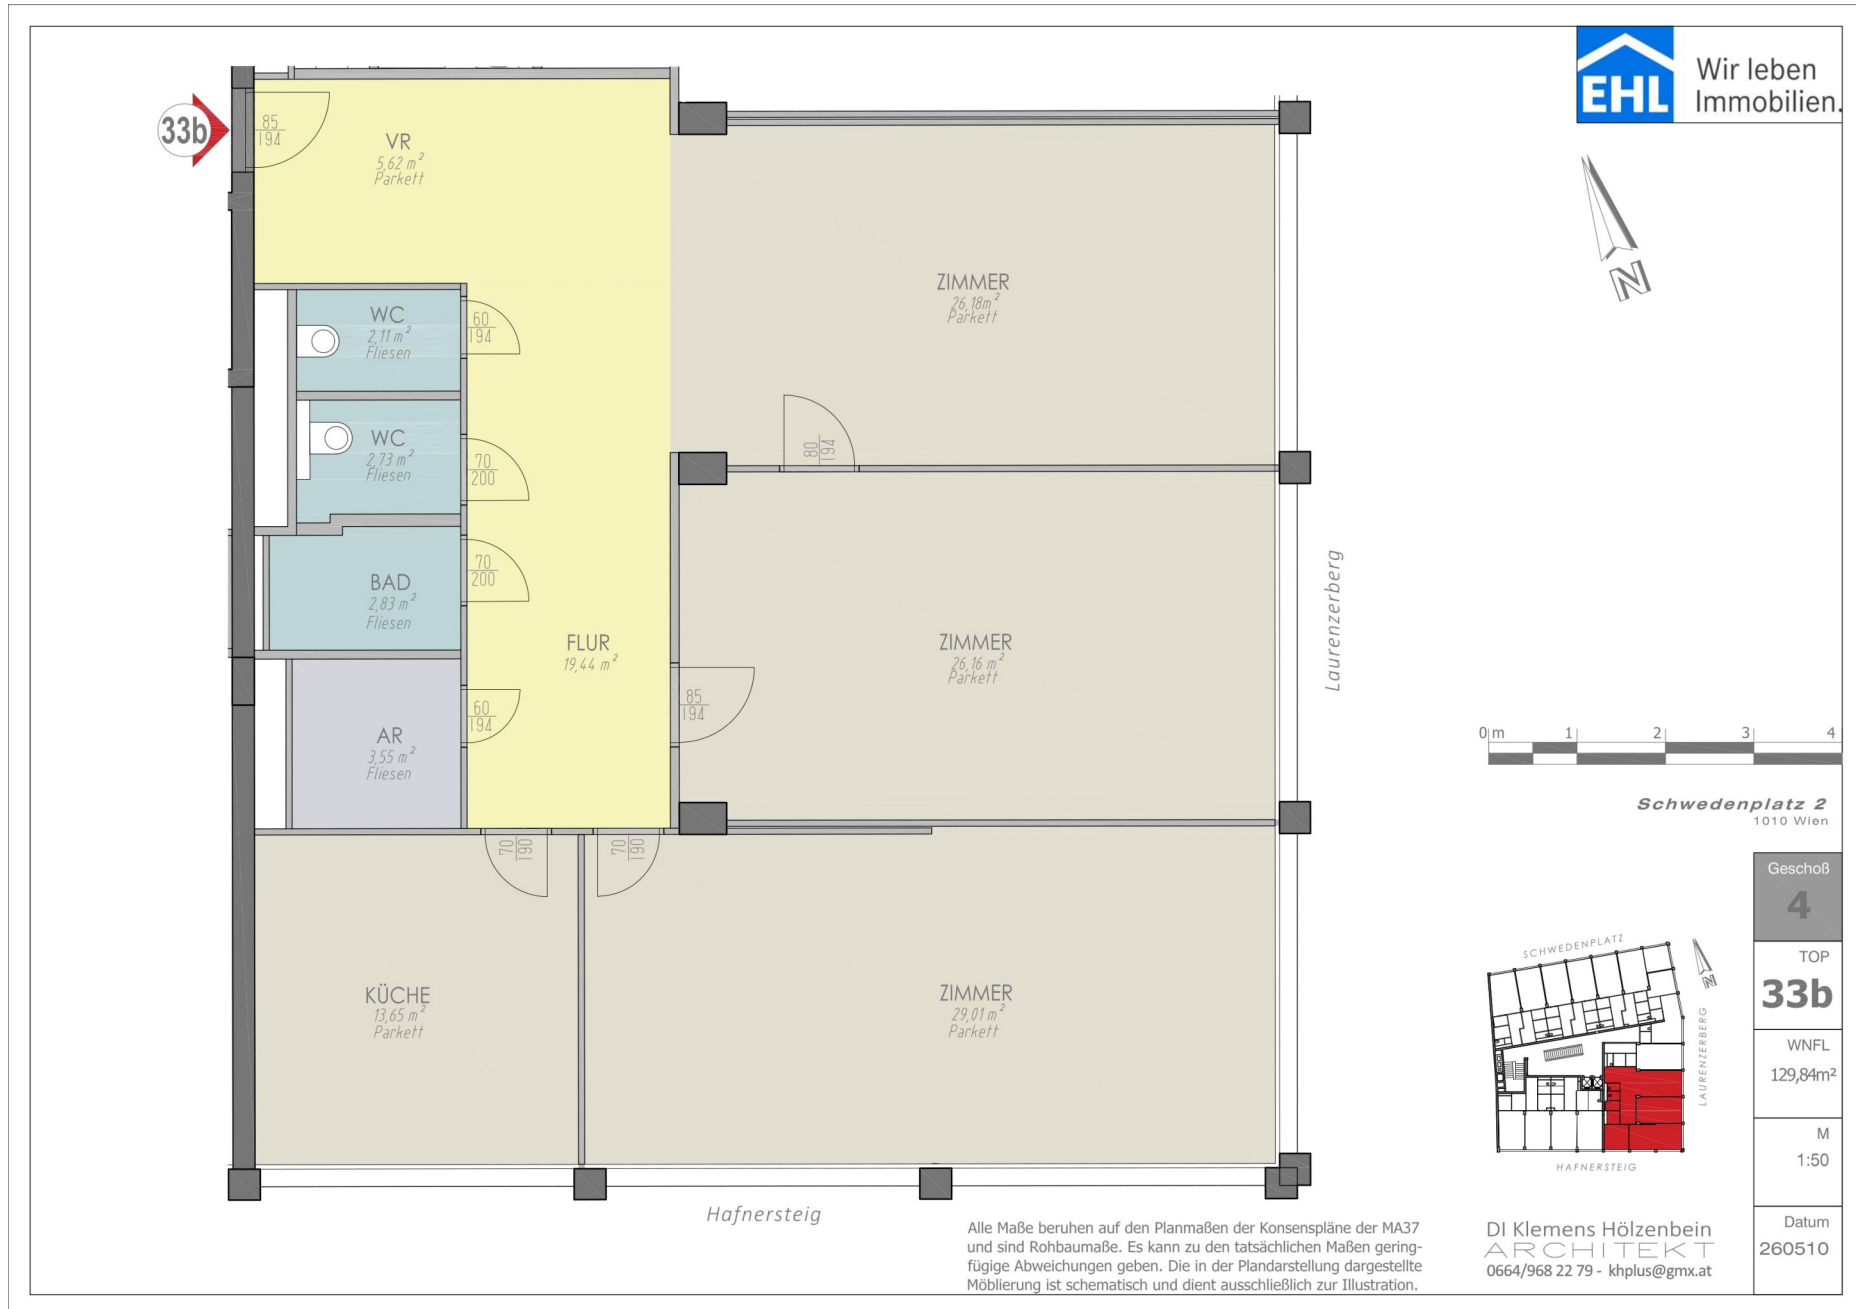 EHL
Wir leben
Immobilien.
33b
85
194
VR
5,62 m²
Parkett
ZIMMER
26,18m²
Parkett
N
WC
2,11 m²
Fliesen
60
194
WC
2,73 m²
Fliesen
70
200
80
194
BAD
2,83 m²
Fliesen
70
200
FLUR
19,44 m²
ZIMMER
26,16 m²
Parkett
85
194
Laurenzerberg
AR
3,55 m²
Fliesen
60
194
0 m 1 2 3 4
Schwedenplatz 2
1010 Wien
70
190
70
190
KÜCHE
13,65 m²
Parkett
ZIMMER
29,01 m²
Parkett
Hafnersteig
Geschoß
4
TOP
33b
WNFL
129,84m²
M
1:50
Datum
260510
SCHWEDENPLATZ
N
LAURENZERBERG
HAFNERSTEIG
Alle Maße beruhen auf den Planmaßen der Konsenspläne der MA37
und sind Rohbaumaße. Es kann zu den tatsächlichen Maßen gering-
fügige Abweichungen geben. Die in der Plandarstellung dargestellte
Möblierung ist schematisch und dient ausschließlich zur Illustration.
DI Klemens Hölzenbein
ARCHITEKT
0664/968 22 79 - khplus@gmx.at